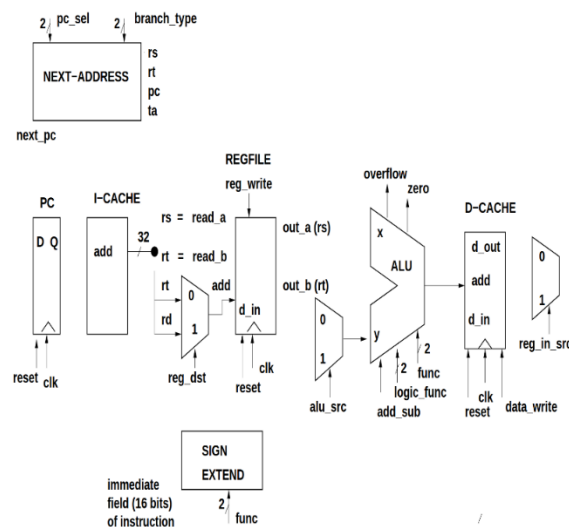 2 pc_sel 2 branch_type
NEXT-ADDRESS
rs
rt
pc
ta
next_pc
REGFILE
reg_write
PC
I-CACHE
D Q
add
32
rs = read_a
rt = read_b
rt
rd
0
1
reg_dst
add
d_in
out_a (rs)
out_b (rt)
reset clk
reset
clk
0
1
alu_src
overflow
zero
x
ALU
y
2
func
2
logic_func
add_sub
D-CACHE
d_out
add
d_in
clk
reset
data_write
0
1
reg_in_src
SIGN
EXTEND
immediate
field (16 bits)
of instruction
2 func